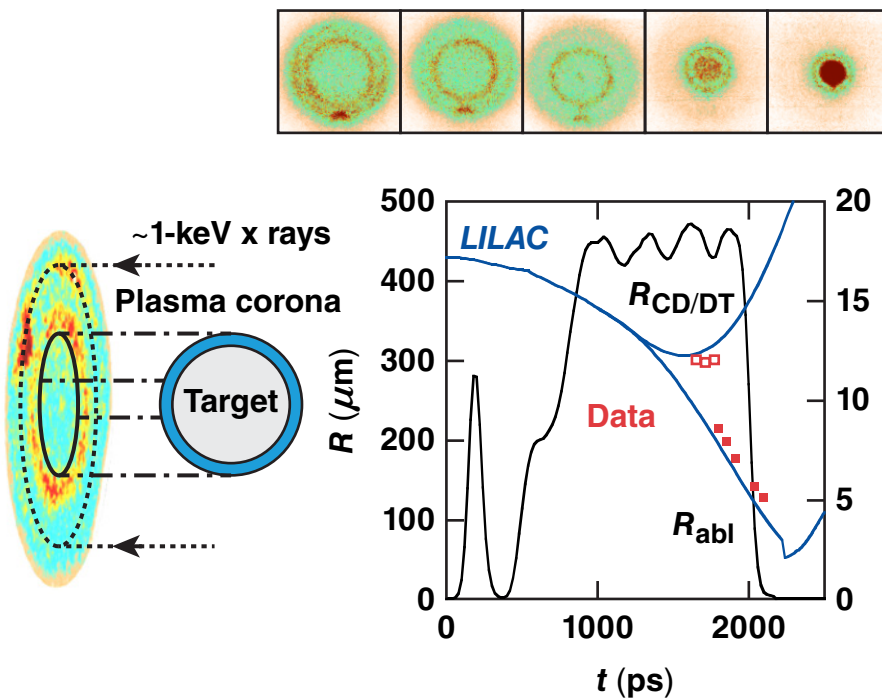 ~1-keV x rays
Plasma corona
Target
500
400
300
200
100
0
R (μm)
LILAC
R_CD/DT
Data
R_abl
20
15
10
5
0
0
1000
2000
t (ps)